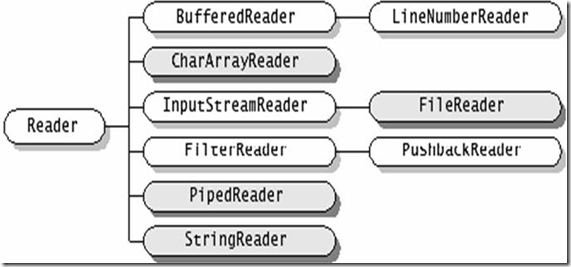 BufferedReader LineNumberReader
CharArrayReader
InputStreamReader FileReader
Reader
FilterReader PushbackReader
PipedReader
StringReader